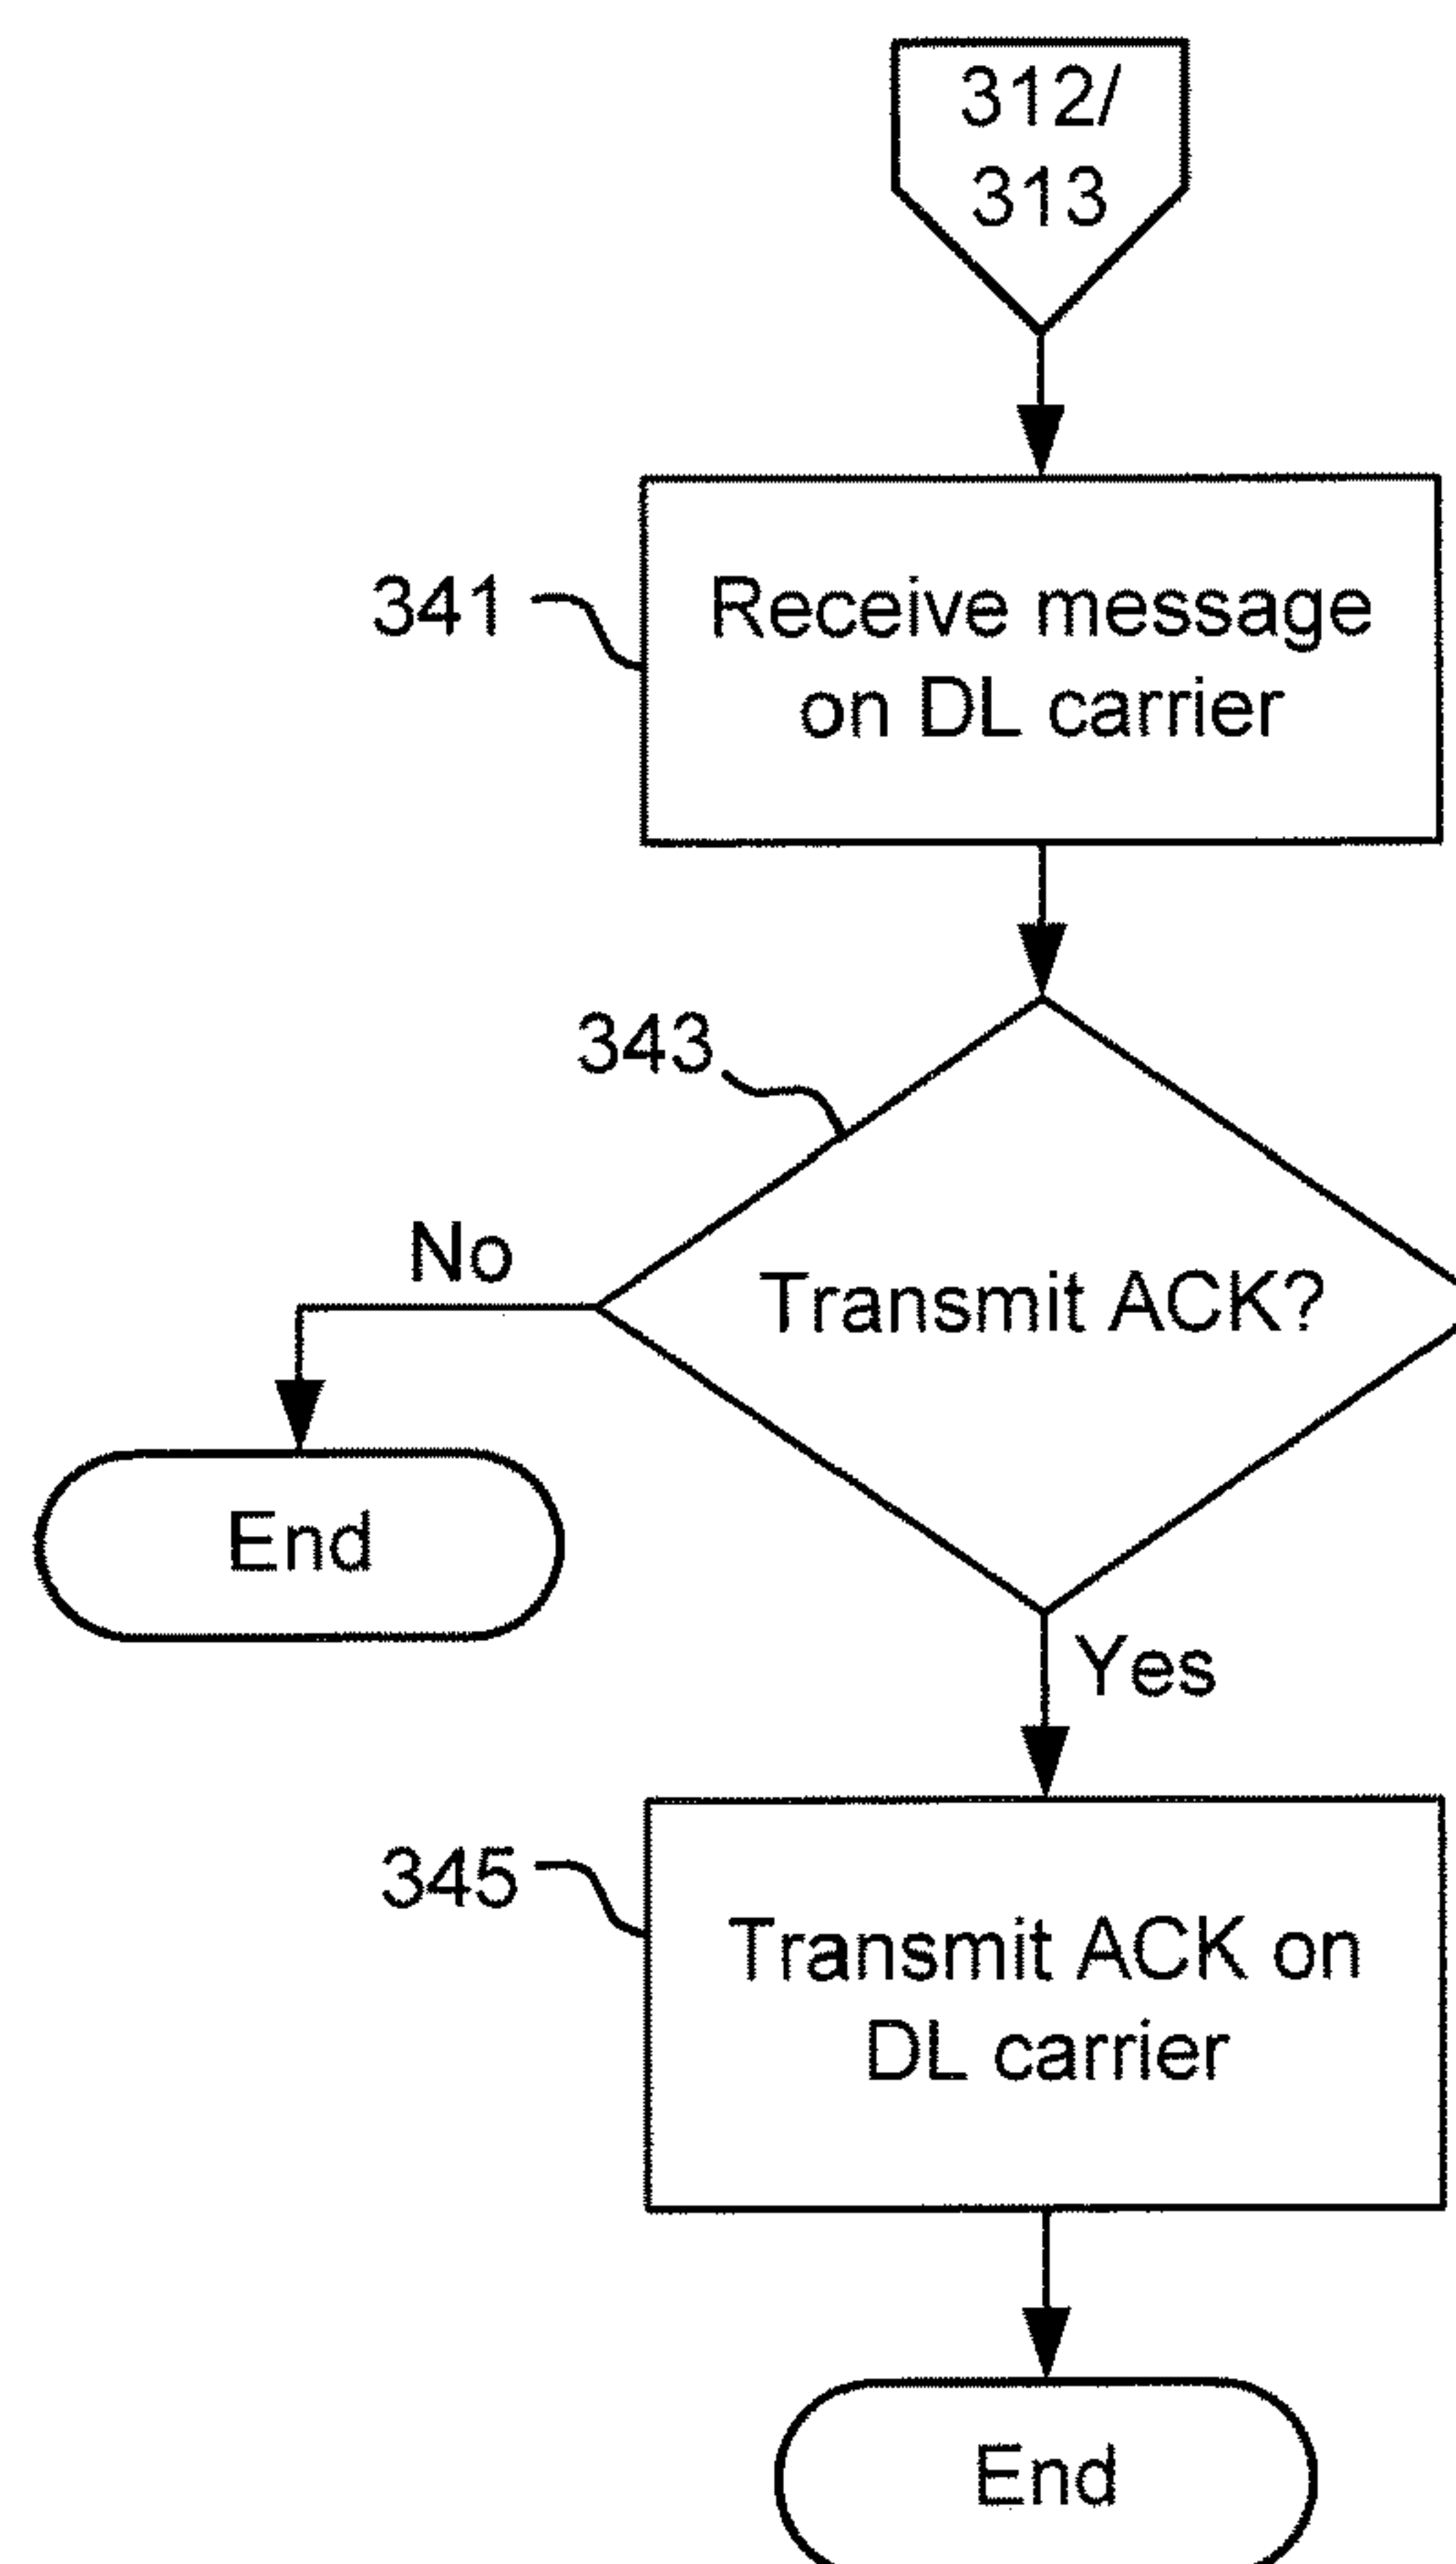 312/
313
341
Receive message
on DL carrier
343
No
Transmit ACK?
End
Yes
345
Transmit ACK on
DL carrier
End